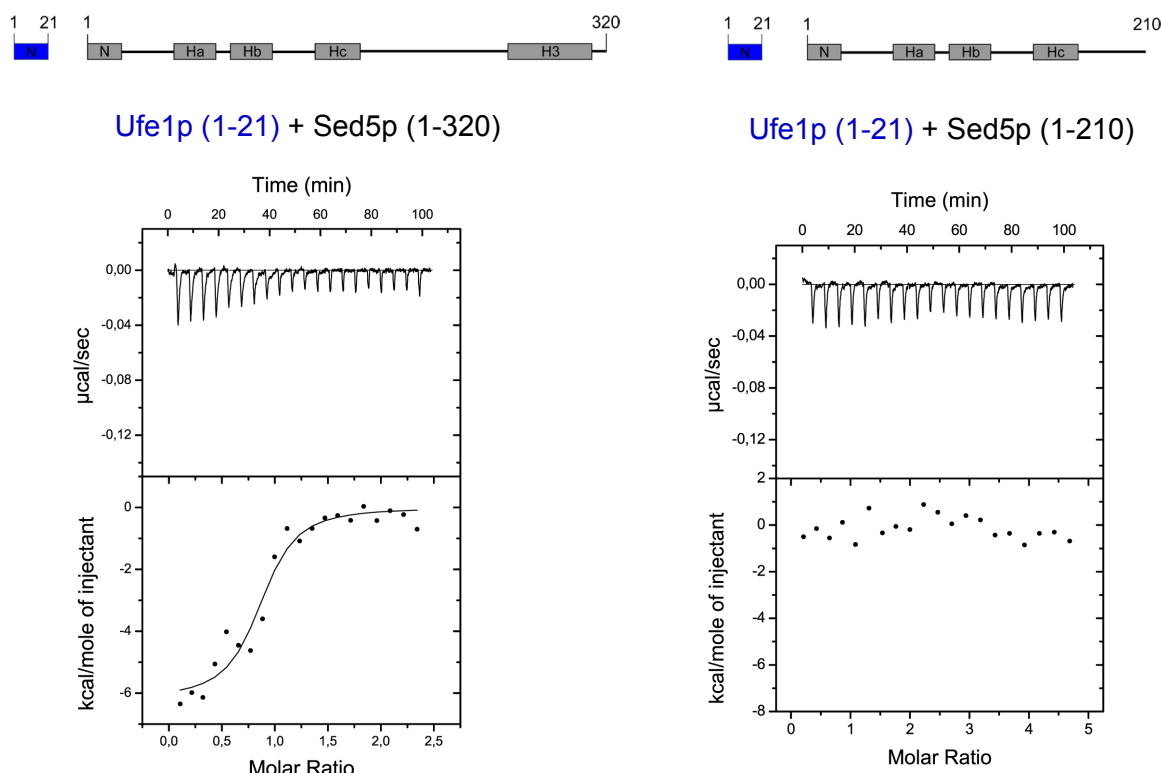 1 21 1 320
N N Ha Hb Hc H3
Ufe1p (1-21) + Sed5p (1-320)
Time (min)
0 20 40 60 80 100
0,00
-0,04
-0,08
-0,12
µcal/sec
0
-2
-4
-6
kcal/mole of injectant
0,0 0,5 1,0 1,5 2,0 2,5
Molar Ratio
1 21 1 210
N N Ha Hb Hc
Ufe1p (1-21) + Sed5p (1-210)
Time (min)
0 20 40 60 80 100
0,00
-0,04
-0,08
-0,12
µcal/sec
2
0
-2
-4
-6
-8
kcal/mole of injectant
0 1 2 3 4 5
Molar Ratio